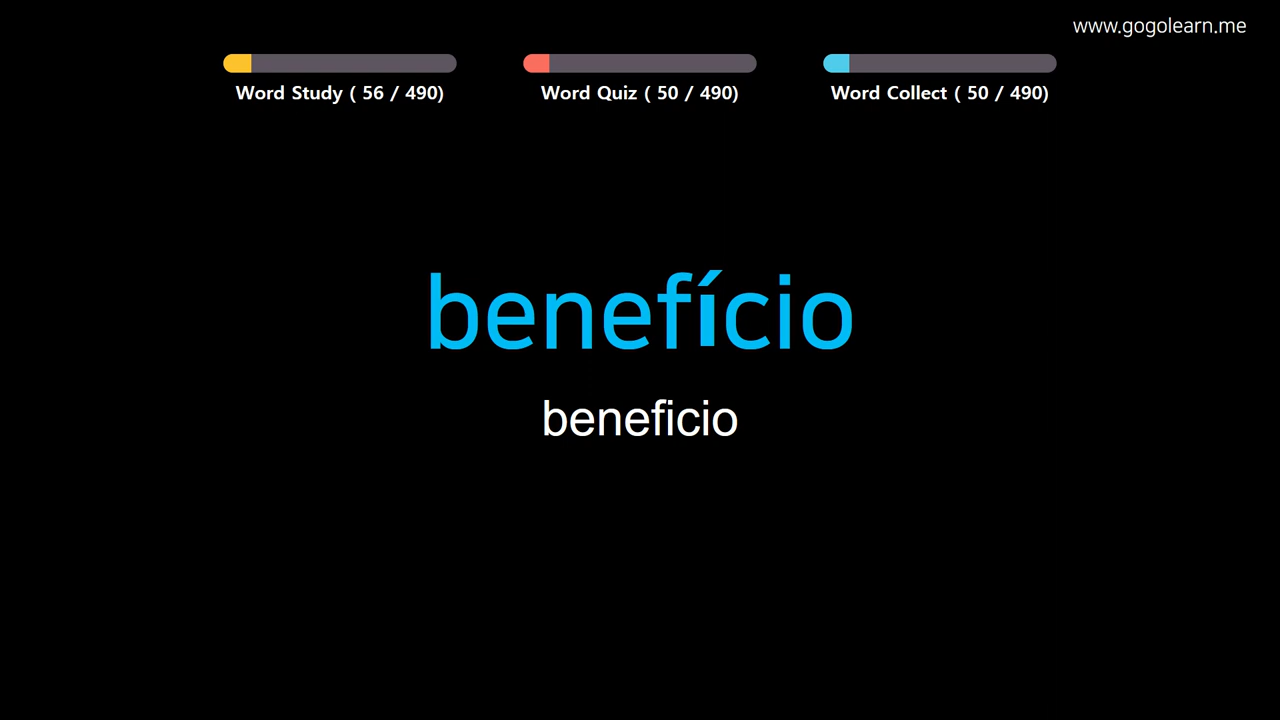 www.gogolearn.me
Word Study ( 56 / 490)
Word Quiz ( 50 / 490)
Word Collect ( 50 / 490)
benefício
beneficio